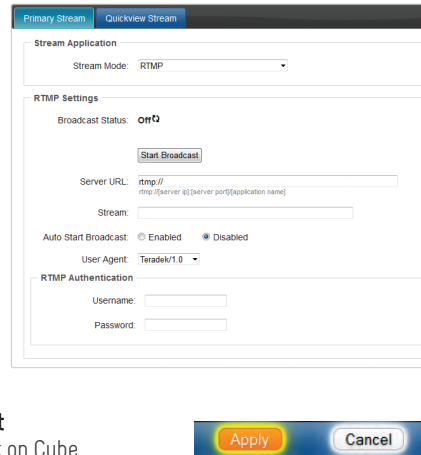 Primary Stream Quickview Stream
Stream Application
Stream Mode: RTMP
RTMP Settings
Broadcast Status: Off
Start Broadcast
Server URL: rtmp://
rtmp://[server ip]:[server port]/[application name]
Stream:
Auto Start Broadcast: Enabled Disabled
User Agent: Teradek/1.0
RTMP Authentication
Username:
Password:
on Cube
Apply Cancel